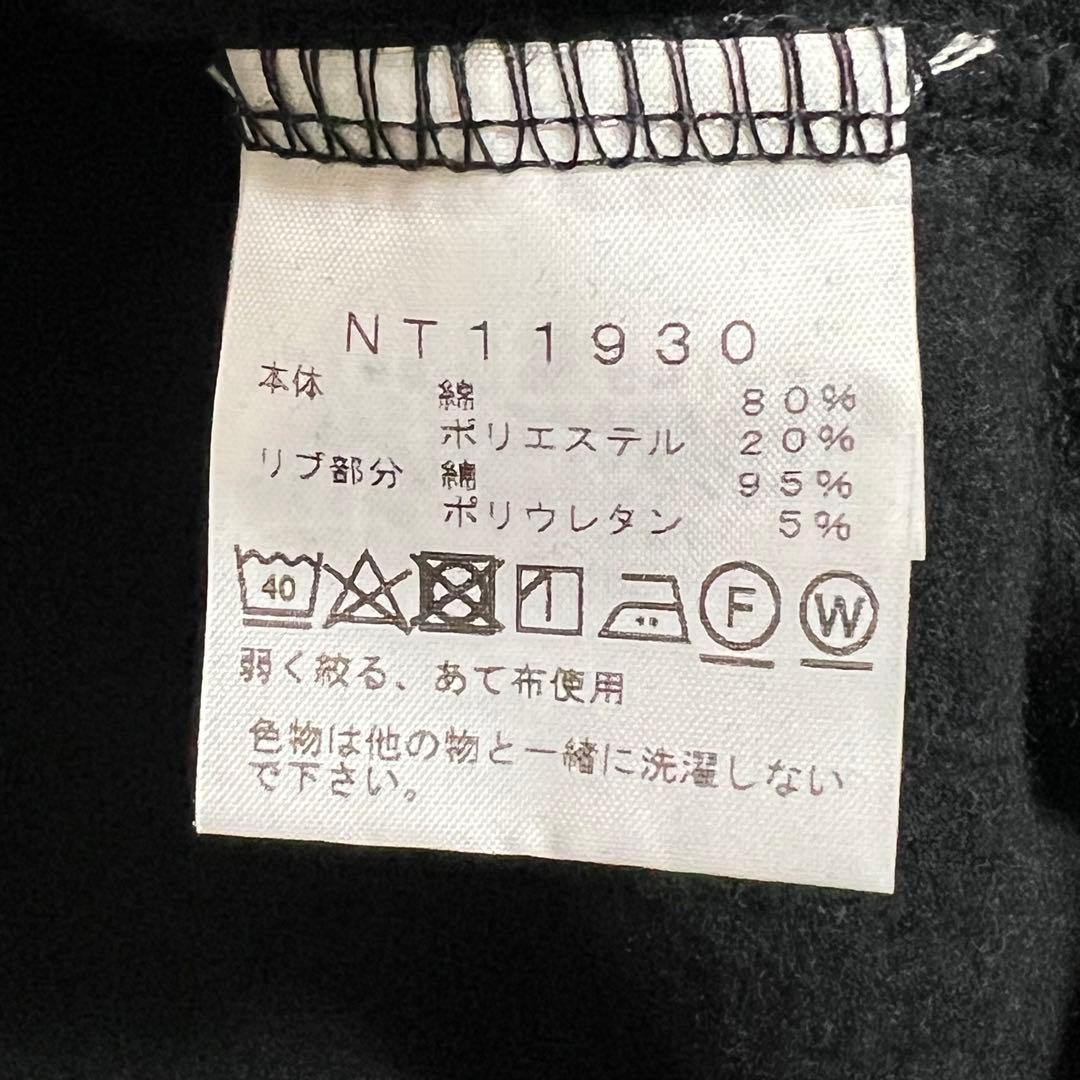 NT11930
本体 綿 80%
ポリエステル 20%
リブ部分 綿 95%
ポリウレタン 5%
40 F W
弱く絞る、あて布使用
色物は他の物と一緒に洗濯しない
で下さい。